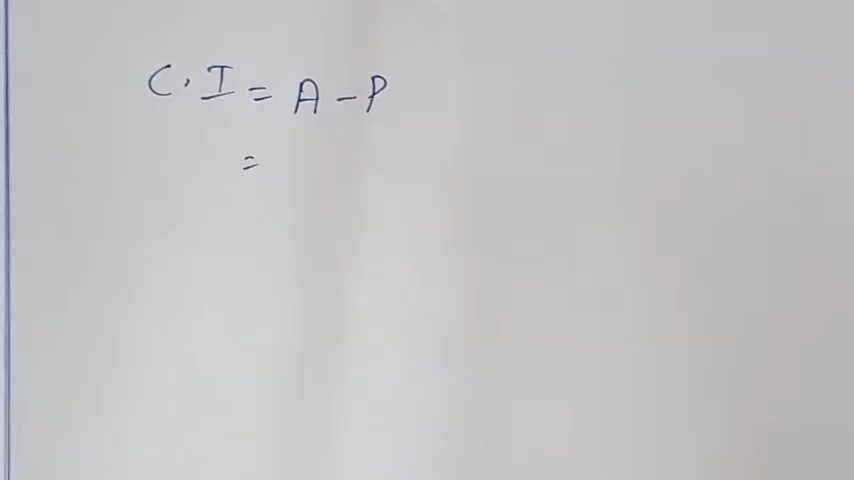 C. I = A - P
=